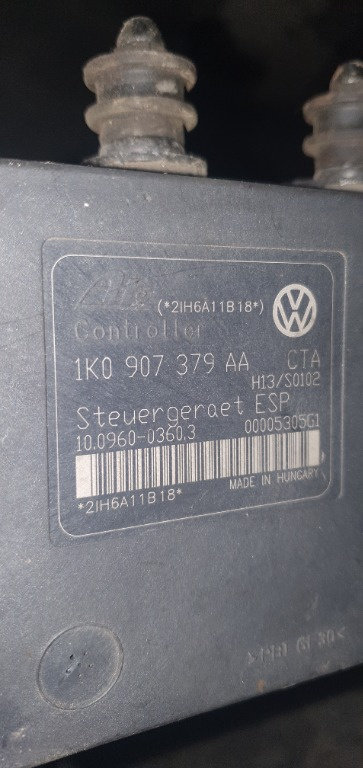 Ate (*2IH6A11B18*)
Controller
1K0 907 379 AA CTA
H13/S0102
Steuergeraet ESP
10.0960-0360.3 00005305G1
MADE IN HUNGARY
*2IH6A11B18*